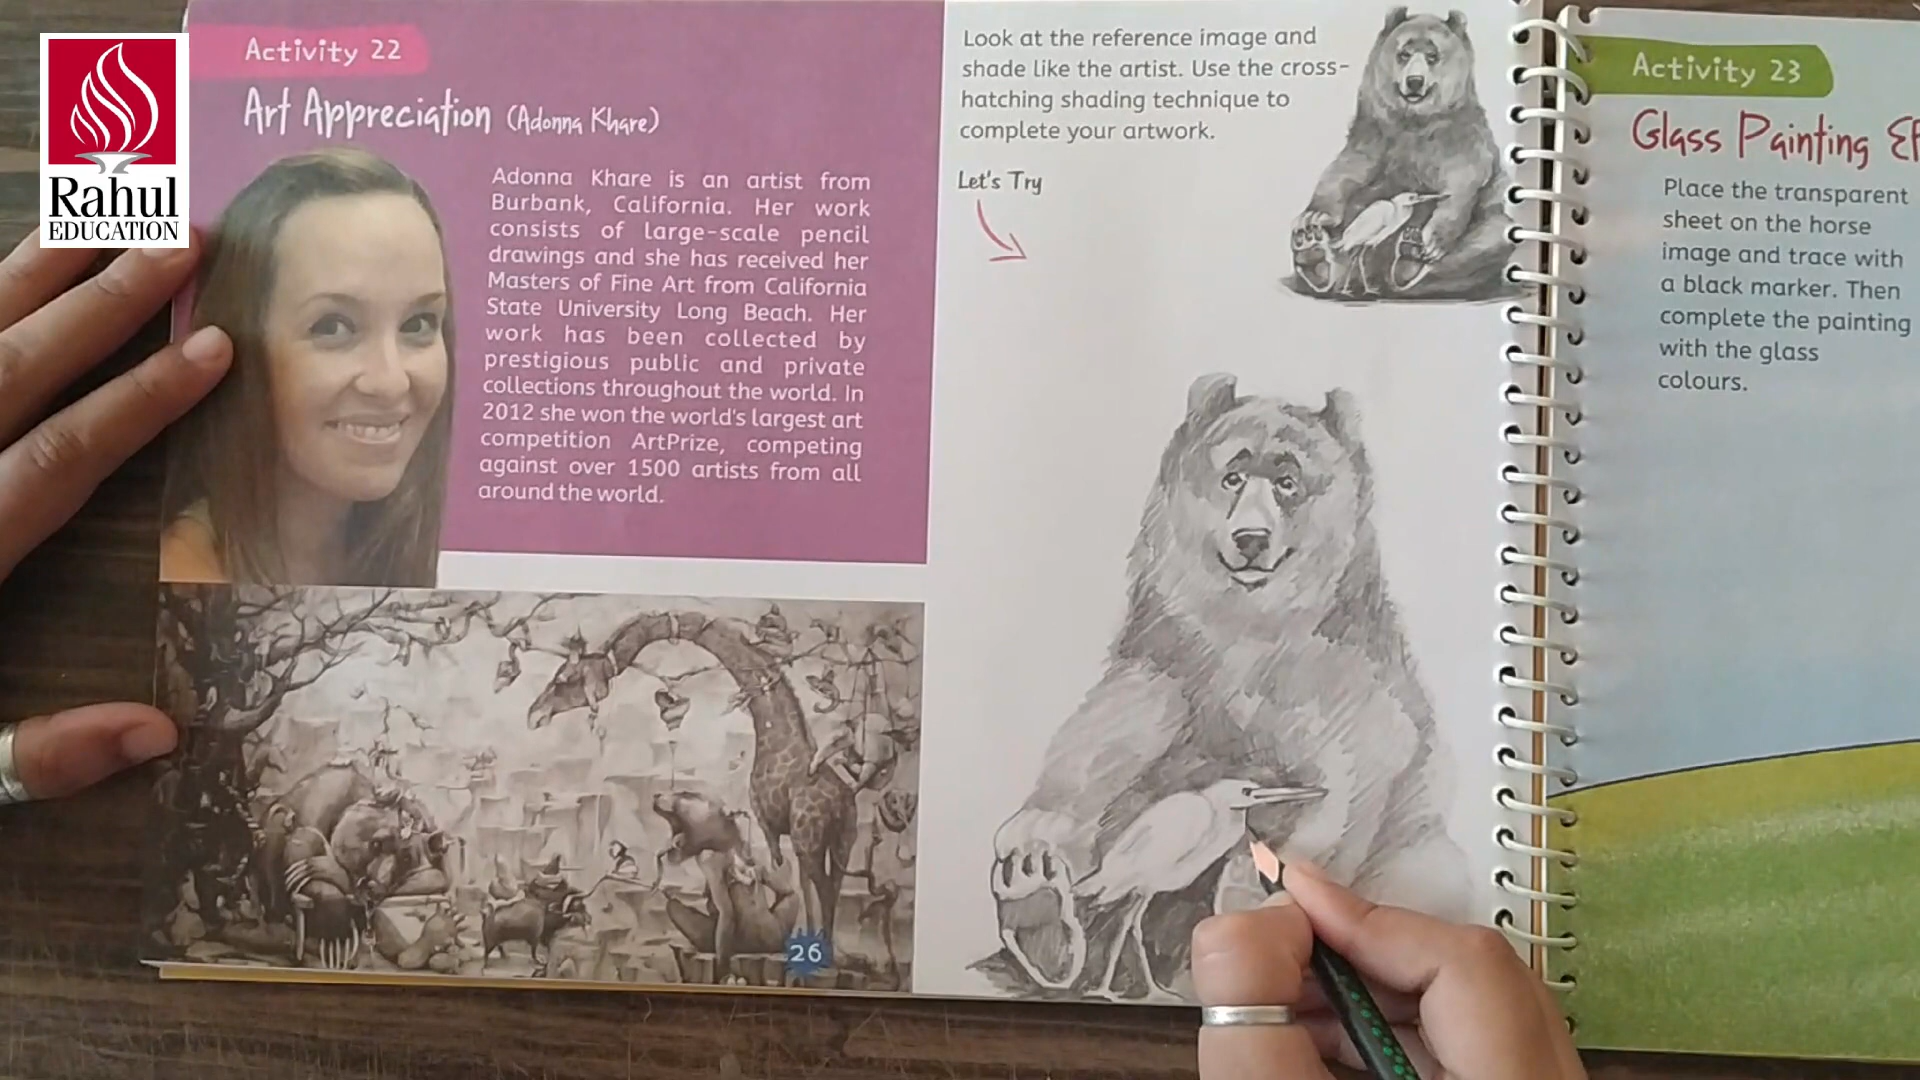 Rahul
EDUCATION
Activity 22
Art Appreciation (Adonna Khare)
Adonna Khare is an artist from
Burbank, California. Her work
consists of large-scale pencil
drawings and she has received her
Masters of Fine Art from California
State University Long Beach. Her
work has been collected by
prestigious public and private
collections throughout the world. In
2012 she won the world's largest art
competition ArtPrize, competing
against over 1500 artists from all
around the world.
26
Look at the reference image and
shade like the artist. Use the cross-
hatching shading technique to
complete your artwork.
Let's Try
Activity 23
Glass Painting
Place the transparent
sheet on the horse
image and trace with
a black marker. Then
complete the painting
with the glass
colours.